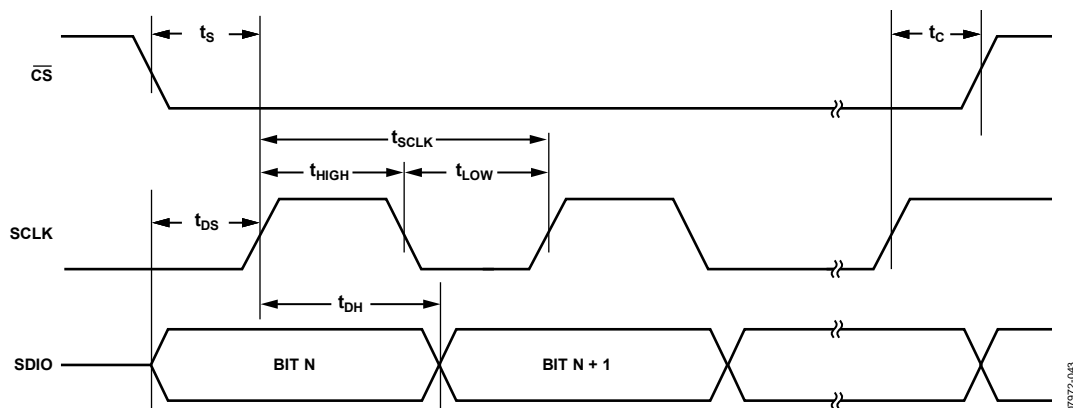 tS
tC
CS
tSCLK
tHIGH
tLOW
tDS
SCLK
tDH
SDIO
BIT N
BIT N + 1
07972-043